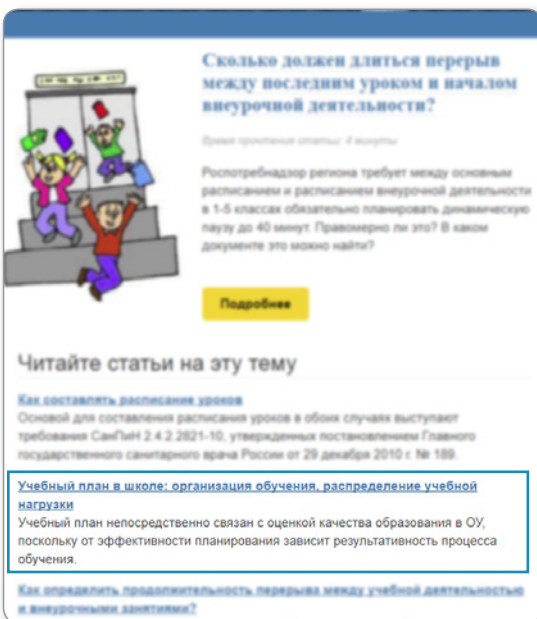 Сколько должен длиться перерыв
между последним уроком и началом
внеурочной деятельности?
Время прочтения статьи: 4 минуты
Роспотребнадзор региона требует между основным
расписанием и расписанием внеурочной деятельности
в 1-5 классах обязательно планировать динамическую
паузу до 40 минут. Правомерно ли это? В каком
документе это можно найти?
Подробнее
Читайте статьи на эту тему
Как составлять расписание уроков
Основой для составления расписания уроков в обоих случаях выступают
требования СанПиН 2.4.2.2821-10, утвержденных постановлением Главного
государственного санитарного врача России от 29 декабря 2010 г. № 189.
Учебный план в школе: организация обучения, распределение учебной
нагрузки
Учебный план непосредственно связан с оценкой качества образования в ОУ,
поскольку от эффективности планирования зависит результативность процесса
обучения.
Как определить продолжительность перерыва между учебной деятельностью
и внеурочными занятиями?